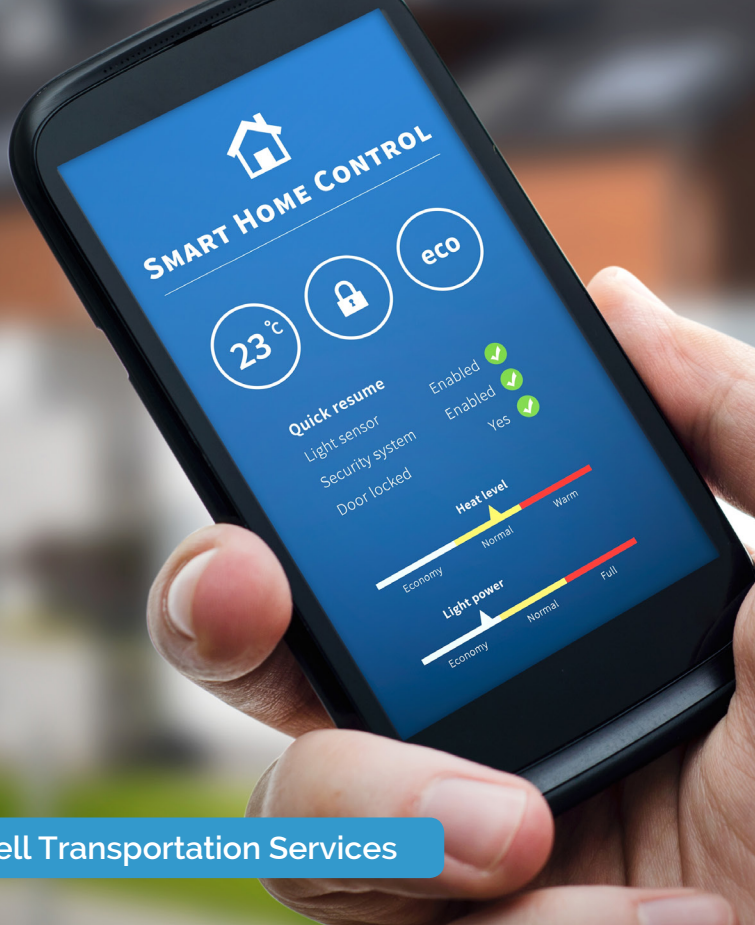 SMART HOME CONTROL
23 °C
eco
Quick resume
Light sensor Enabled
Security system Enabled
Door locked Yes
Heat level
Economy Normal Warm
Light power
Economy Normal Full
Transportation Services